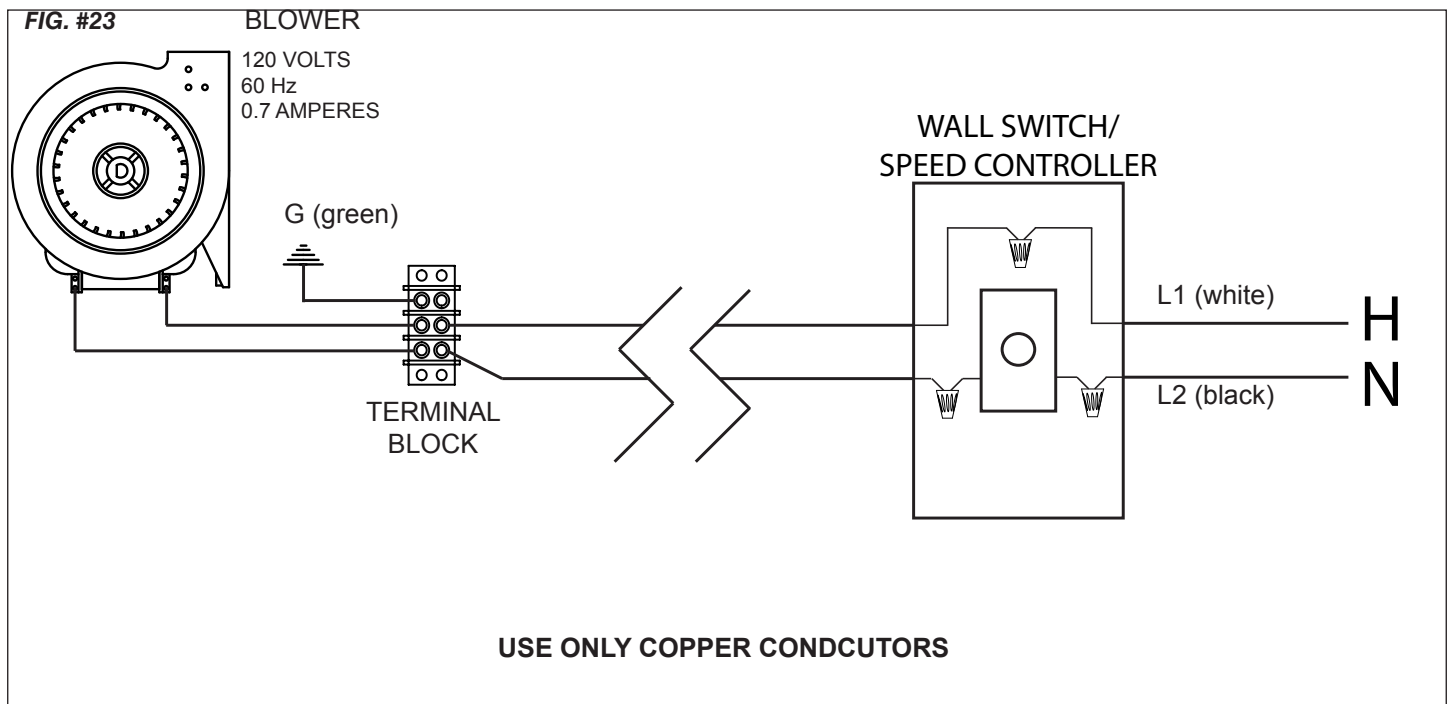 FIG. #23
BLOWER
120 VOLTS
60 Hz
0.7 AMPERES
D
G (green)
TERMINAL
BLOCK
WALL SWITCH/
SPEED CONTROLLER
L1 (white)
H
L2 (black)
N
USE ONLY COPPER CONDCUTORS